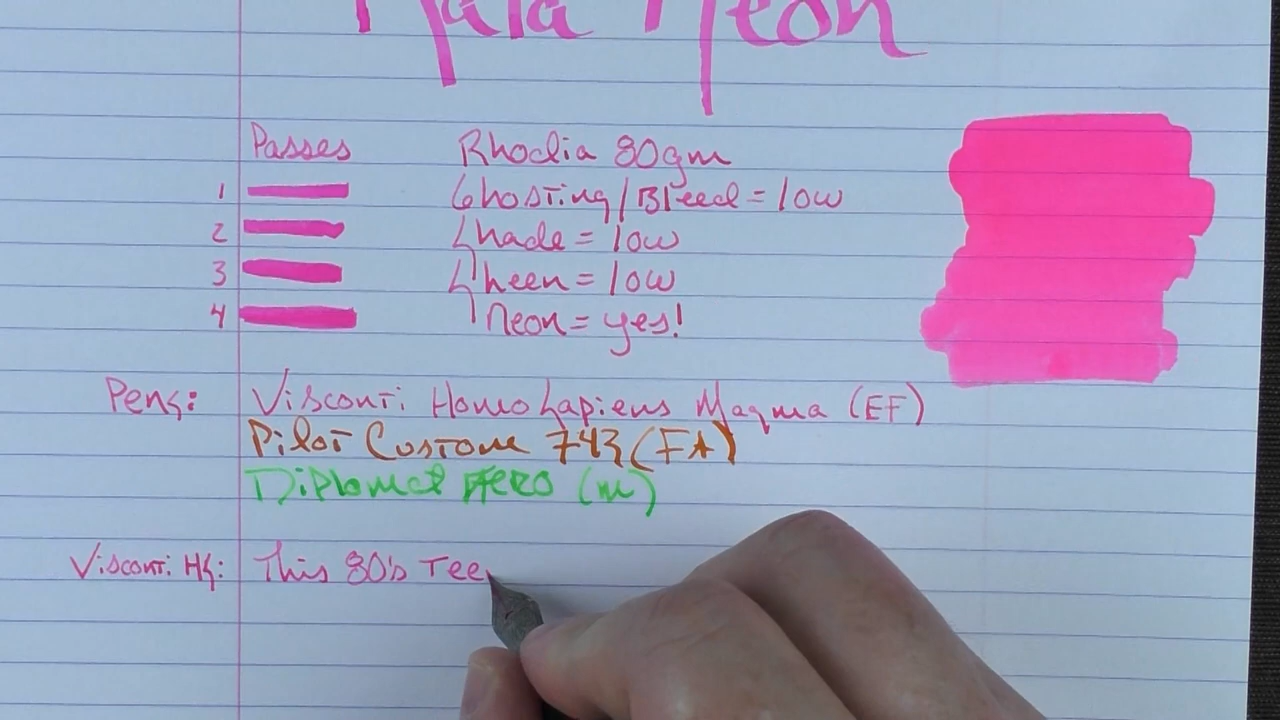 Neon
Passes Rhodia 80gm
1 Ghosting/Bleed = low
2 Shade = low
3 Sheen = low
4 Neon = yes!
Pens: Visconti Homo Sapiens Magma (EF)
Pilot Custom 743 (FA)
Diplomat Aero (m)
Visconti HS: This 80's Tee